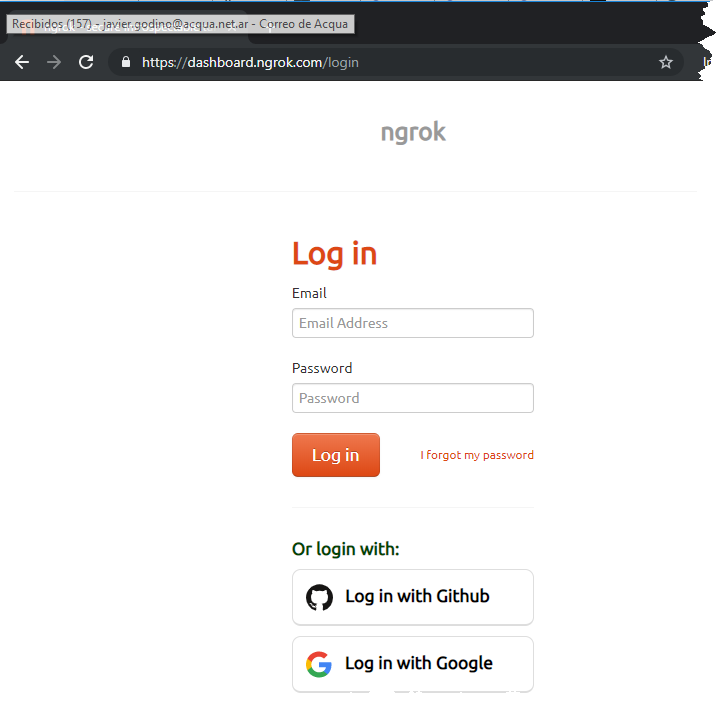 Recibidos (157) - javier.godino@acqua.net.ar - Correo de Acqua
https://dashboard.ngrok.com/login
ngrok
Log in
Email
Email Address
Password
Password
Log in
I forgot my password
Or login with:
Log in with Github
Log in with Google